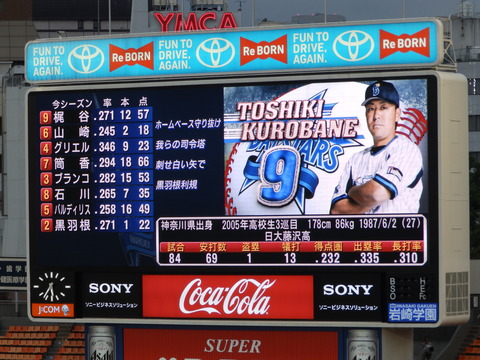 YMCA
FUN TO DRIVE, AGAIN. ReBORN FUN TO DRIVE, AGAIN. ReBORN FUN TO DRIVE, AGAIN. TOYOTA ReBORN
今シーズン 率 本 点
9 梶谷 .271 12 57
6 山崎 .245 2 18
4 グリエル .346 9 23
7 筒香 .294 18 66
3 ブランコ .282 15 53
8 石川 .265 7 35
5 バルディリス .258 16 49
2 黒羽根 .271 1 22
ホームベース守り抜け
我らの司令塔
刺せ白い矢で
黒羽根利規
TOSHIKI
KUROBANE
BAYSTARS
9
神奈川県出身 2005年高校生3巡目 178cm 86kg 1987/6/2 (27)
日大藤沢高
試合 安打数 盗塁 犠打 得点圏 出塁率 長打率
84 69 1 13 .232 .335 .310
J:COM
SONY
ソニービジネスソリューション
Coca-Cola
SONY
ソニービジネスソリューション
B
S
O
H
E
岩崎学園
SUPER